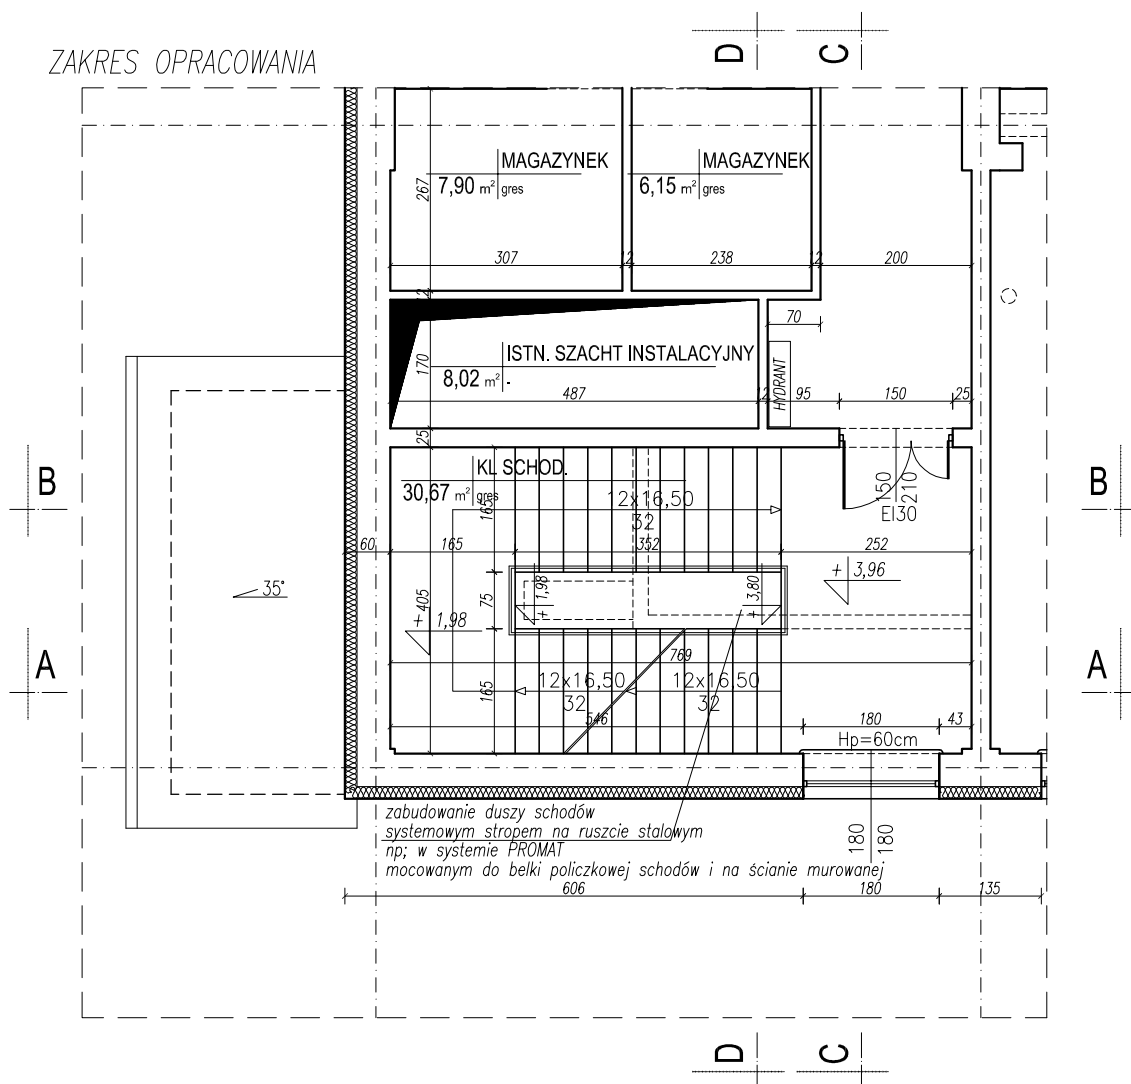 D
C
ZAKRES OPRACOWANIA
MAGAZYNEK
7,90 m² gres
MAGAZYNEK
6,15 m² gres
267
307
12
238
12
200
12
70
ISTN. SZACHT INSTALACYJNY
8,02 m² -
170
HYDRANT
487
12
95
150
25
25
KL SCHOD.
30,67 m² gres
B
B
165
12x16,50
32
150
210
EI30
60
165
352
252
+ 3,96
35°
405
75
+ 1,98
+ 3,80
+ 1,98
A
A
769
165
12x16,50
32
12x16,50
32
546
180
43
Hp=60cm
zabudowanie duszy schodów
systemowym stropem na ruszcie stalowym
np; w systemie PROMAT
mocowanym do belki policzkowej schodów i na ścianie murowanej
180
180
606
180
135
D
C